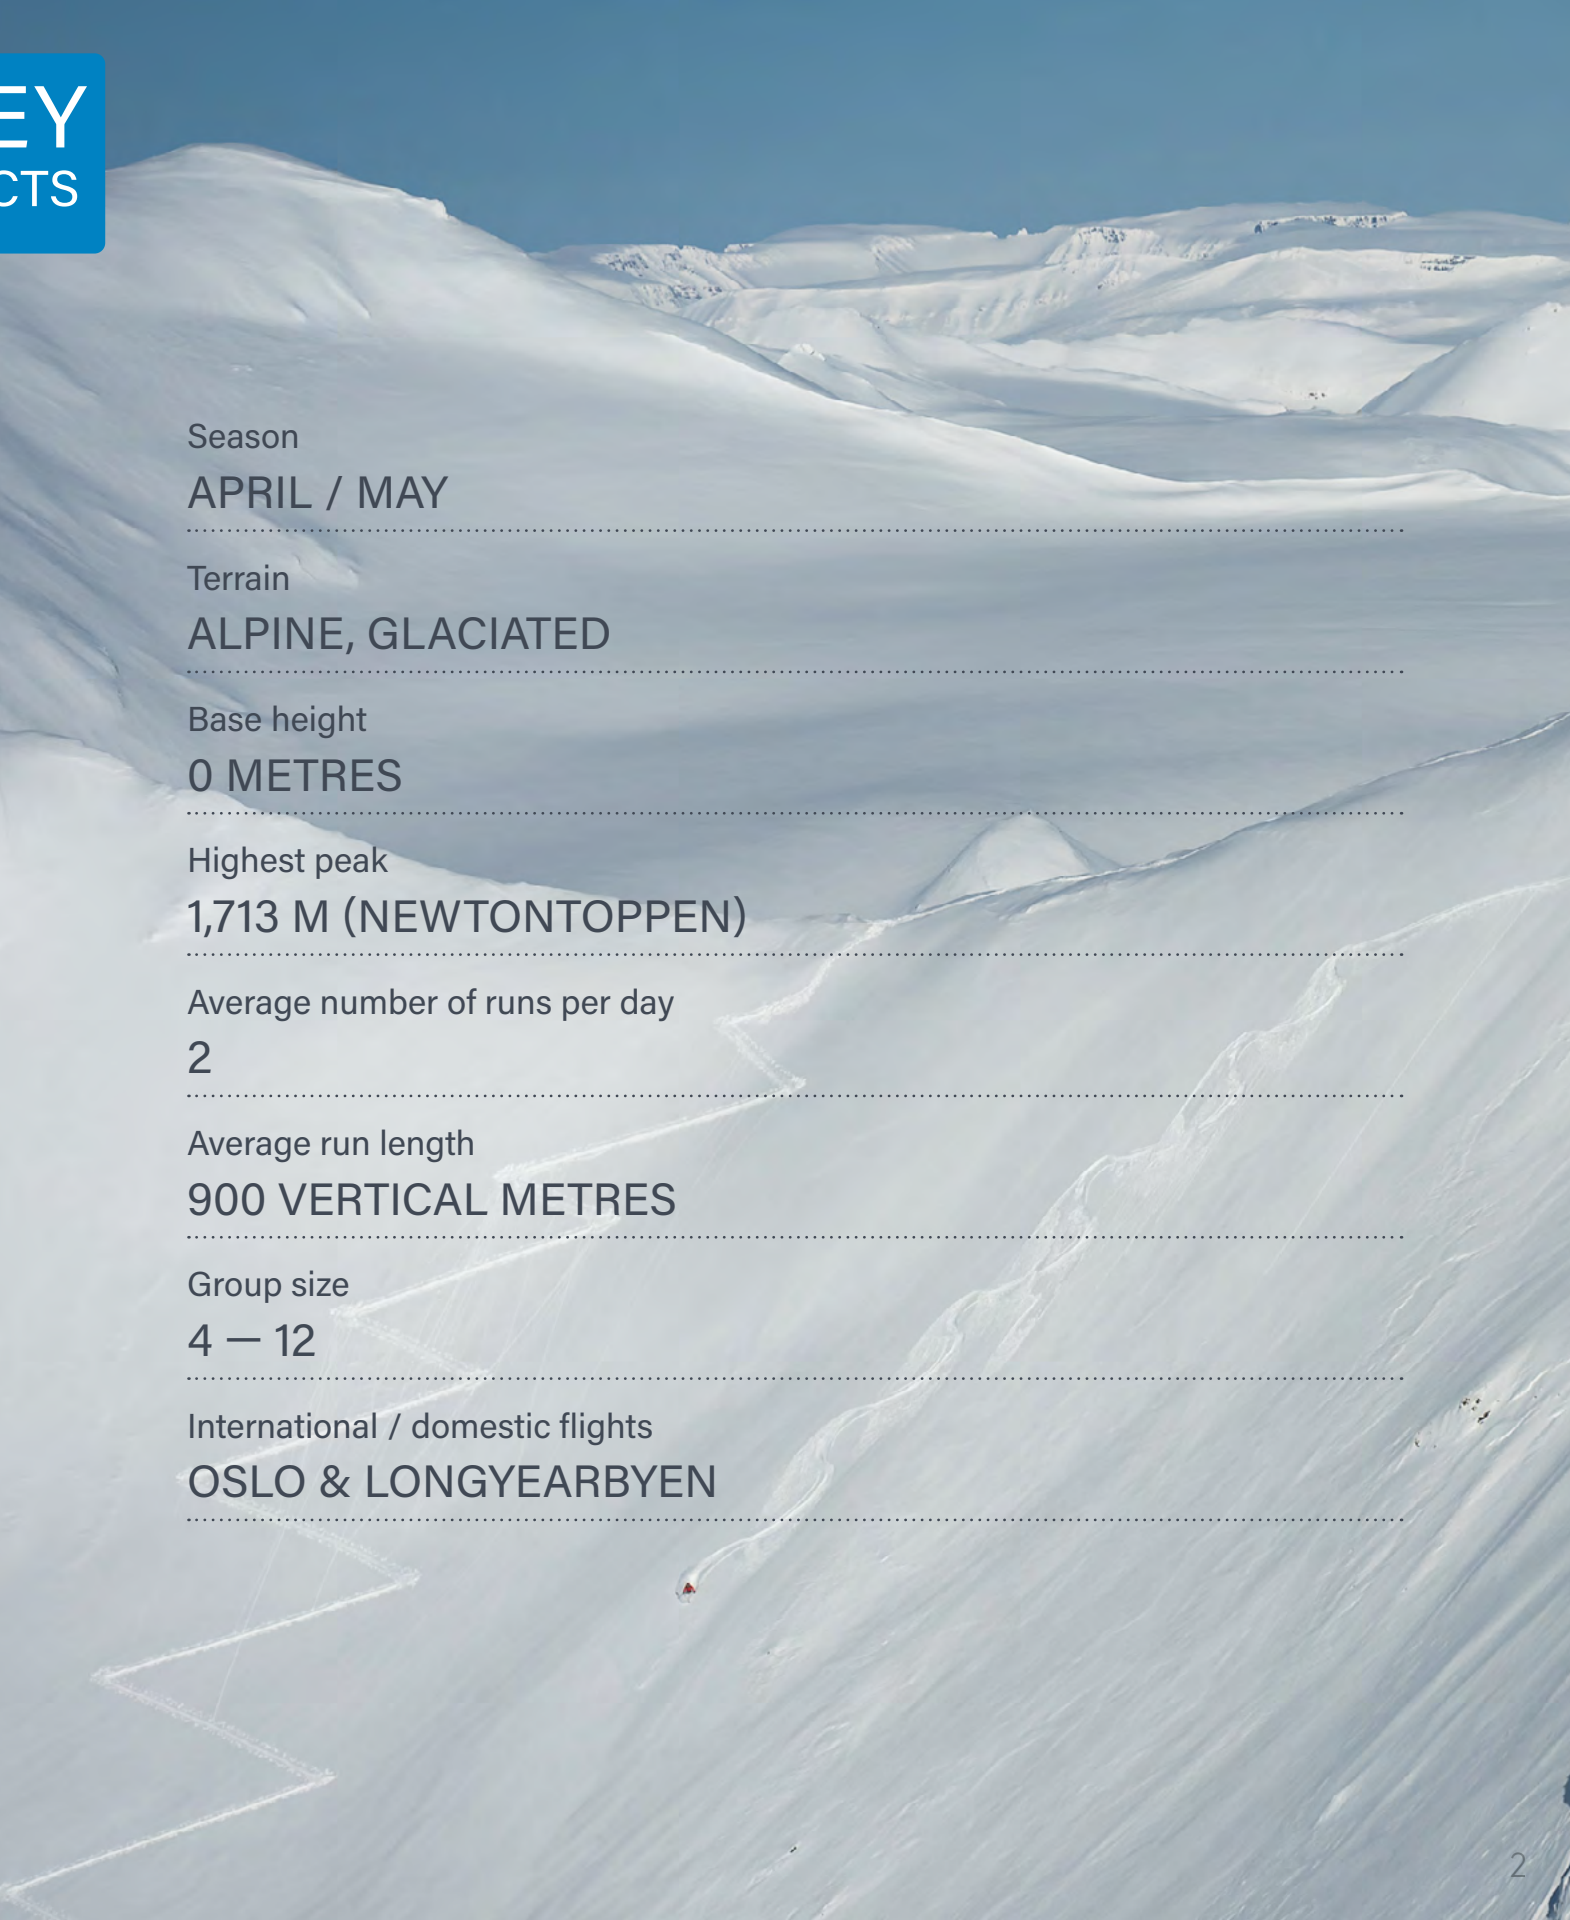 EY
CTS
Season
APRIL / MAY
Terrain
ALPINE, GLACIATED
Base height
0 METRES
Highest peak
1,713 M (NEWTONTOPPEN)
Average number of runs per day
2
Average run length
900 VERTICAL METRES
Group size
4 — 12
International / domestic flights
OSLO & LONGYEARBYEN
2